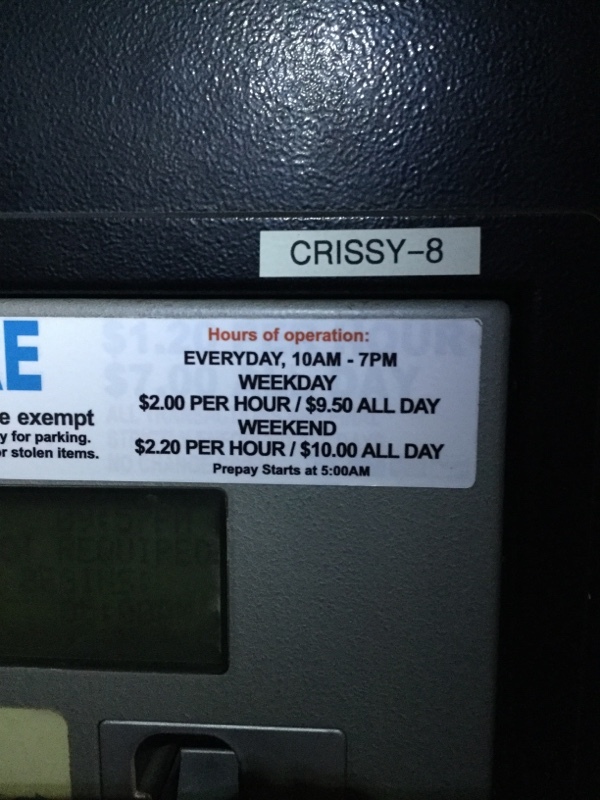 CRISSY-8
E
Hours of operation:
EVERYDAY, 10AM - 7PM
WEEKDAY
$2.00 PER HOUR / $9.50 ALL DAY
WEEKEND
$2.20 PER HOUR / $10.00 ALL DAY
Prepay Starts at 5:00AM
e exempt
y for parking.
r stolen items.